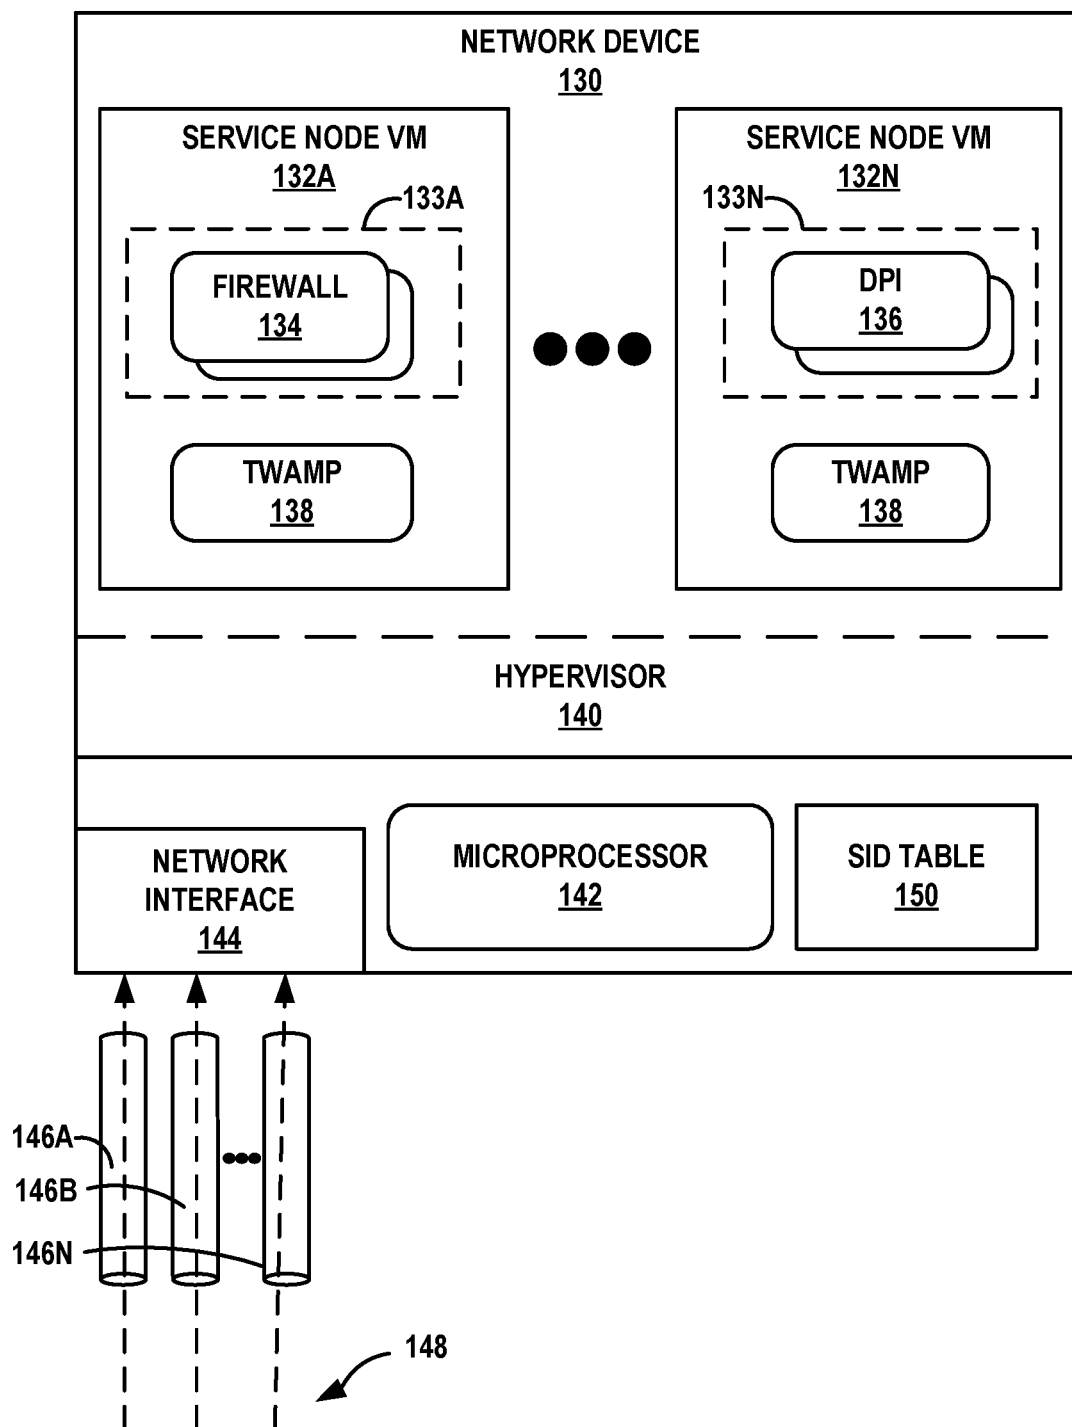 NETWORK DEVICE
130
SERVICE NODE VM
132A
133A
FIREWALL
134
TWAMP
138
SERVICE NODE VM
132N
133N
DPI
136
TWAMP
138
HYPERVISOR
140
NETWORK
INTERFACE
144
MICROPROCESSOR
142
SID TABLE
150
146A
146B
146N
148